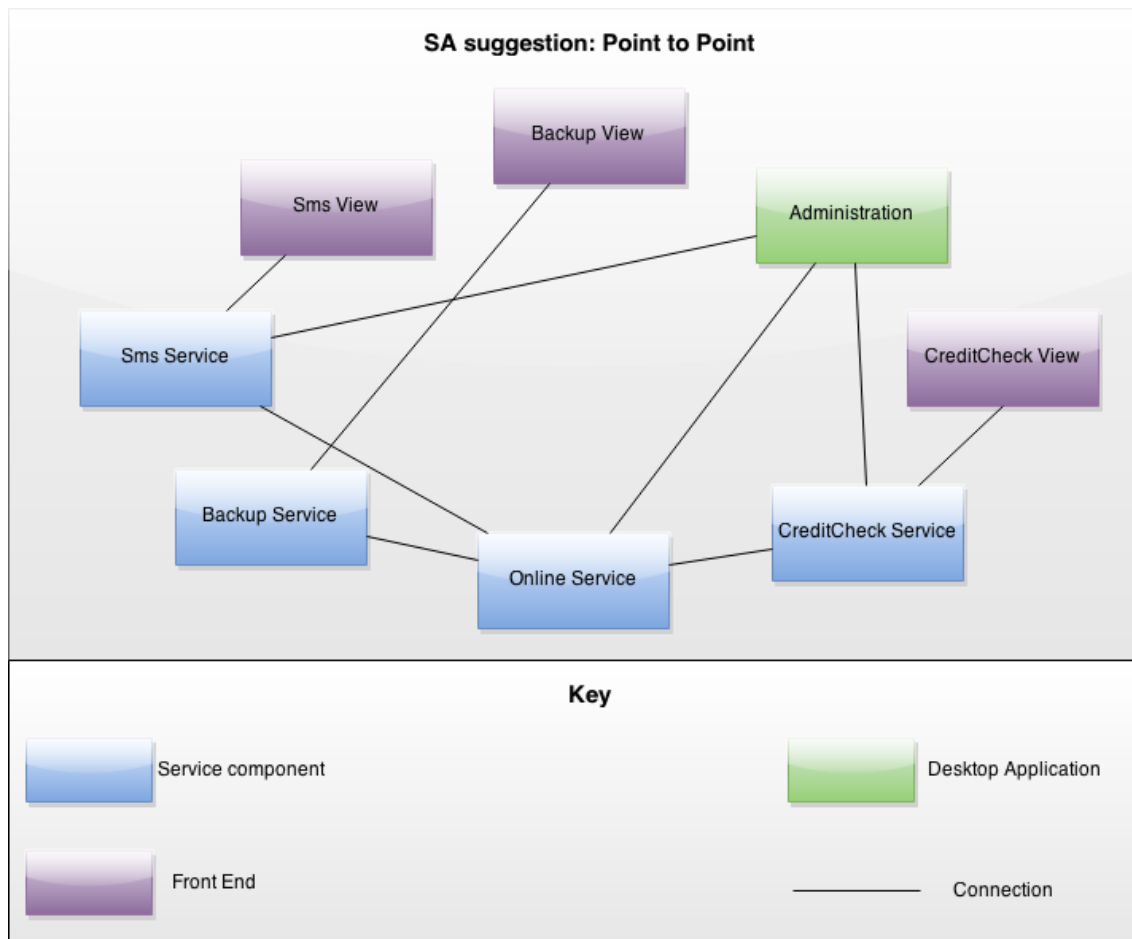 SA suggestion: Point to Point
Backup View
Sms View
Administration
Sms Service
CreditCheck View
Backup Service
CreditCheck Service
Online Service
Key
Service component
Desktop Application
Front End
Connection